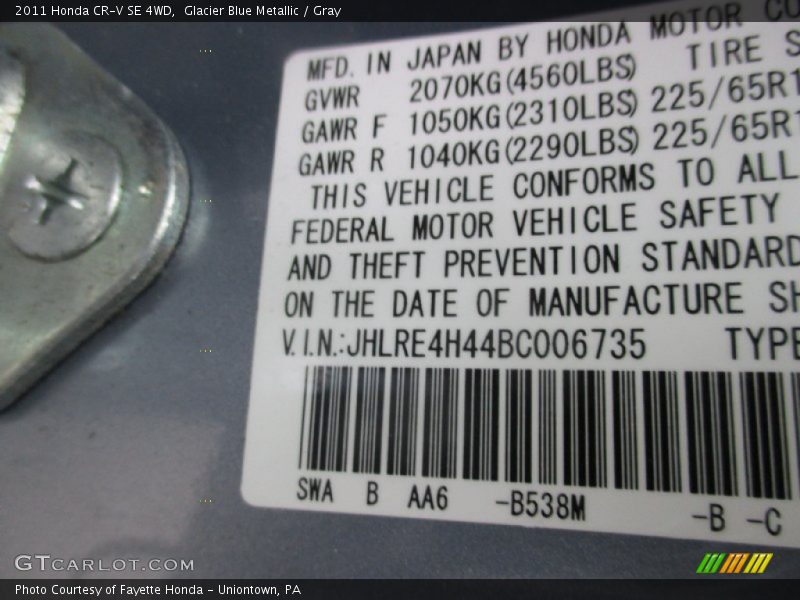 2011 Honda CR-V SE 4WD,  Glacier Blue Metallic / Gray
MFD. IN JAPAN BY HONDA MOTOR CO
GVWR 2070KG(4560LBS) TIRE S
GAWR F 1050KG(2310LBS) 225/65R1
GAWR R 1040KG(2290LBS) 225/65R1
THIS VEHICLE CONFORMS TO ALL
FEDERAL MOTOR VEHICLE SAFETY
AND THEFT PREVENTION STANDARD
ON THE DATE OF MANUFACTURE SH
V.I.N.:JHLRE4H44BC006735 TYPE
SWA B AA6 -B538M -B -C
GTCARLOT.COM
Photo Courtesy of Fayette Honda - Uniontown, PA